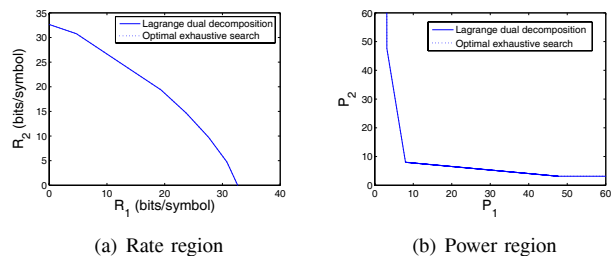 35
30
25
20
15
10
5
0
R2 (bits/symbol)
0 10 20 30 40
R1 (bits/symbol)
Lagrange dual decomposition
Optimal exhaustive search
(a) Rate region
60
50
40
30
20
10
0
P2
0 10 20 30 40 50 60
P1
Lagrange dual decomposition
Optimal exhaustive search
(b) Power region